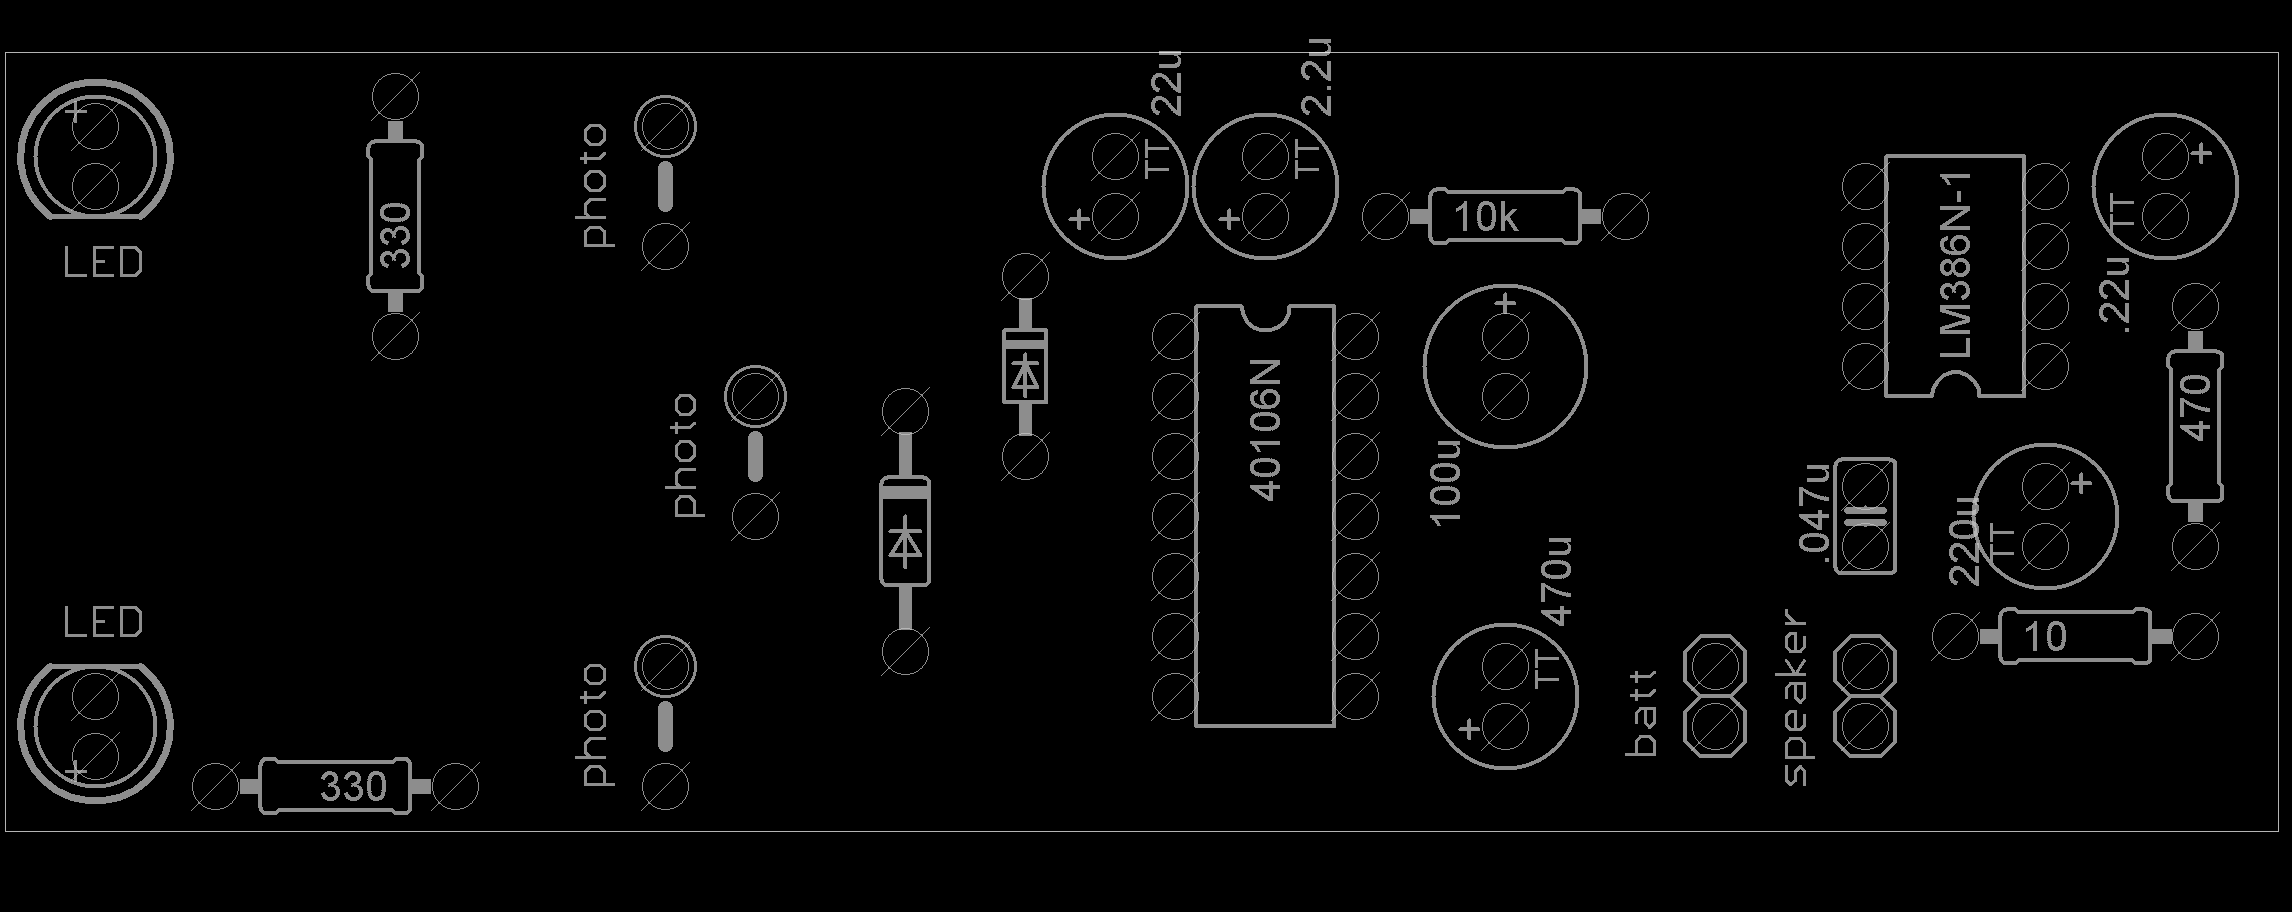 LED
330
photo
22u
2.2u
10k
LM386N-1
.22u
TT
TT
TT
photo
40106N
100u
470
.047u
220u
TT
470u
TT
LED
330
photo
batt
speaker
10